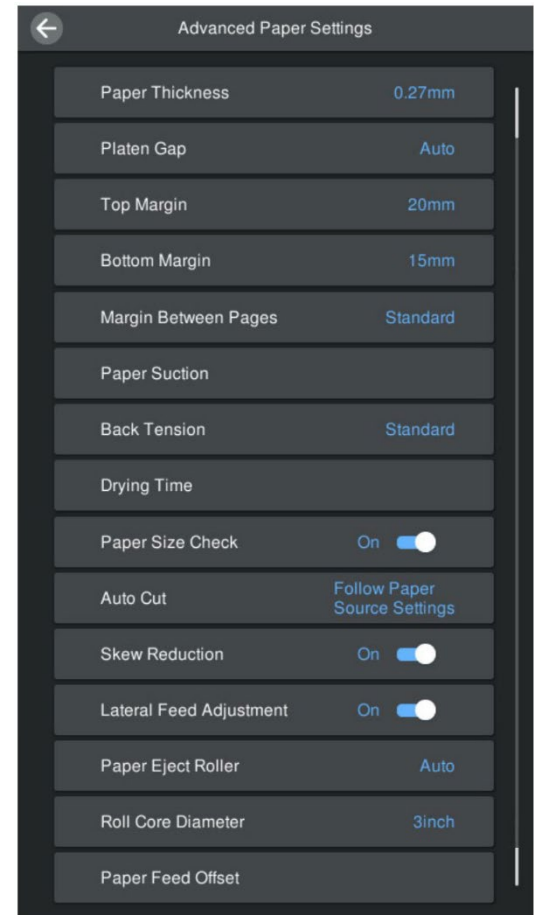 Advanced Paper Settings
Paper Thickness 0.27mm
Platen Gap Auto
Top Margin 20mm
Bottom Margin 15mm
Margin Between Pages Standard
Paper Suction
Back Tension Standard
Drying Time
Paper Size Check On
Auto Cut Follow Paper
Source Settings
Skew Reduction On
Lateral Feed Adjustment On
Paper Eject Roller Auto
Roll Core Diameter 3inch
Paper Feed Offset